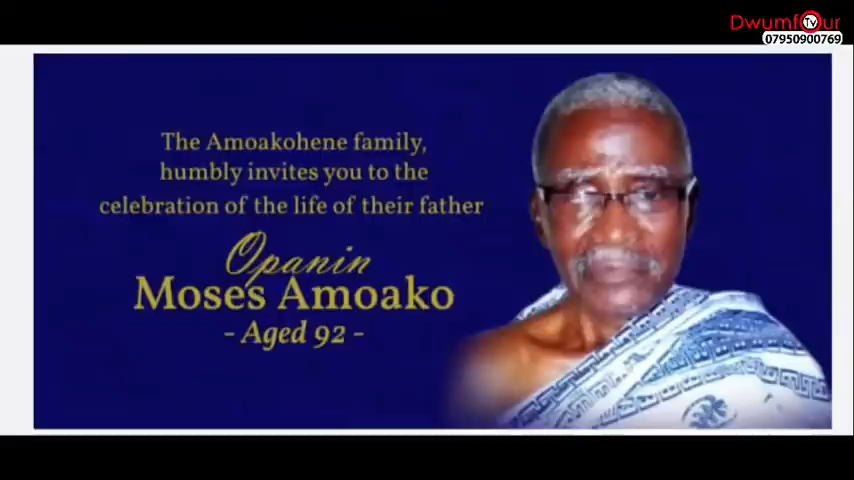 Dwumfour
Tv
07950900769
The Amoakohene family,
humbly invites you to the
celebration of the life of their father
Opanin
Moses Amoako
- Aged 92 -